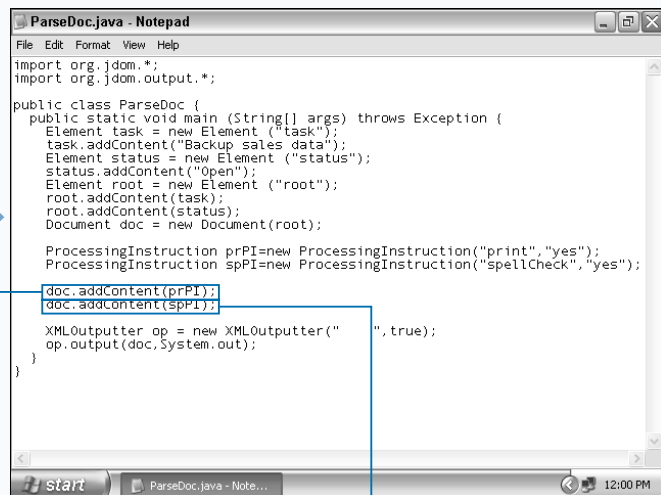 ParseDoc.java - Notepad
File Edit Format View Help
import org.jdom.*;
import org.jdom.output.*;
public class ParseDoc {
public static void main (String[] args) throws Exception {
Element task = new Element ("task");
task.addContent("Backup sales data");
Element status = new Element ("status");
status.addContent("Open");
Element root = new Element ("root");
root.addContent(task);
root.addContent(status);
Document doc = new Document(root);
ProcessingInstruction prPI=new ProcessingInstruction("print","yes");
ProcessingInstruction spPI=new ProcessingInstruction("spellCheck","yes");
doc.addContent(prPI);
doc.addContent(spPI);
XMLOutputter op = new XMLOutputter("    ",true);
op.output(doc,System.out);
}
}
start ParseDoc.java - Note... 12:00 PM